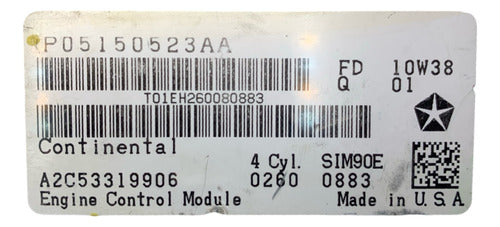 P05150523AA
FD 10W38
Q 01
T01EH260080883
Continental
4 Cyl. SIM90E
A2C53319906 0260 0883
Engine Control Module Made in U.S.A